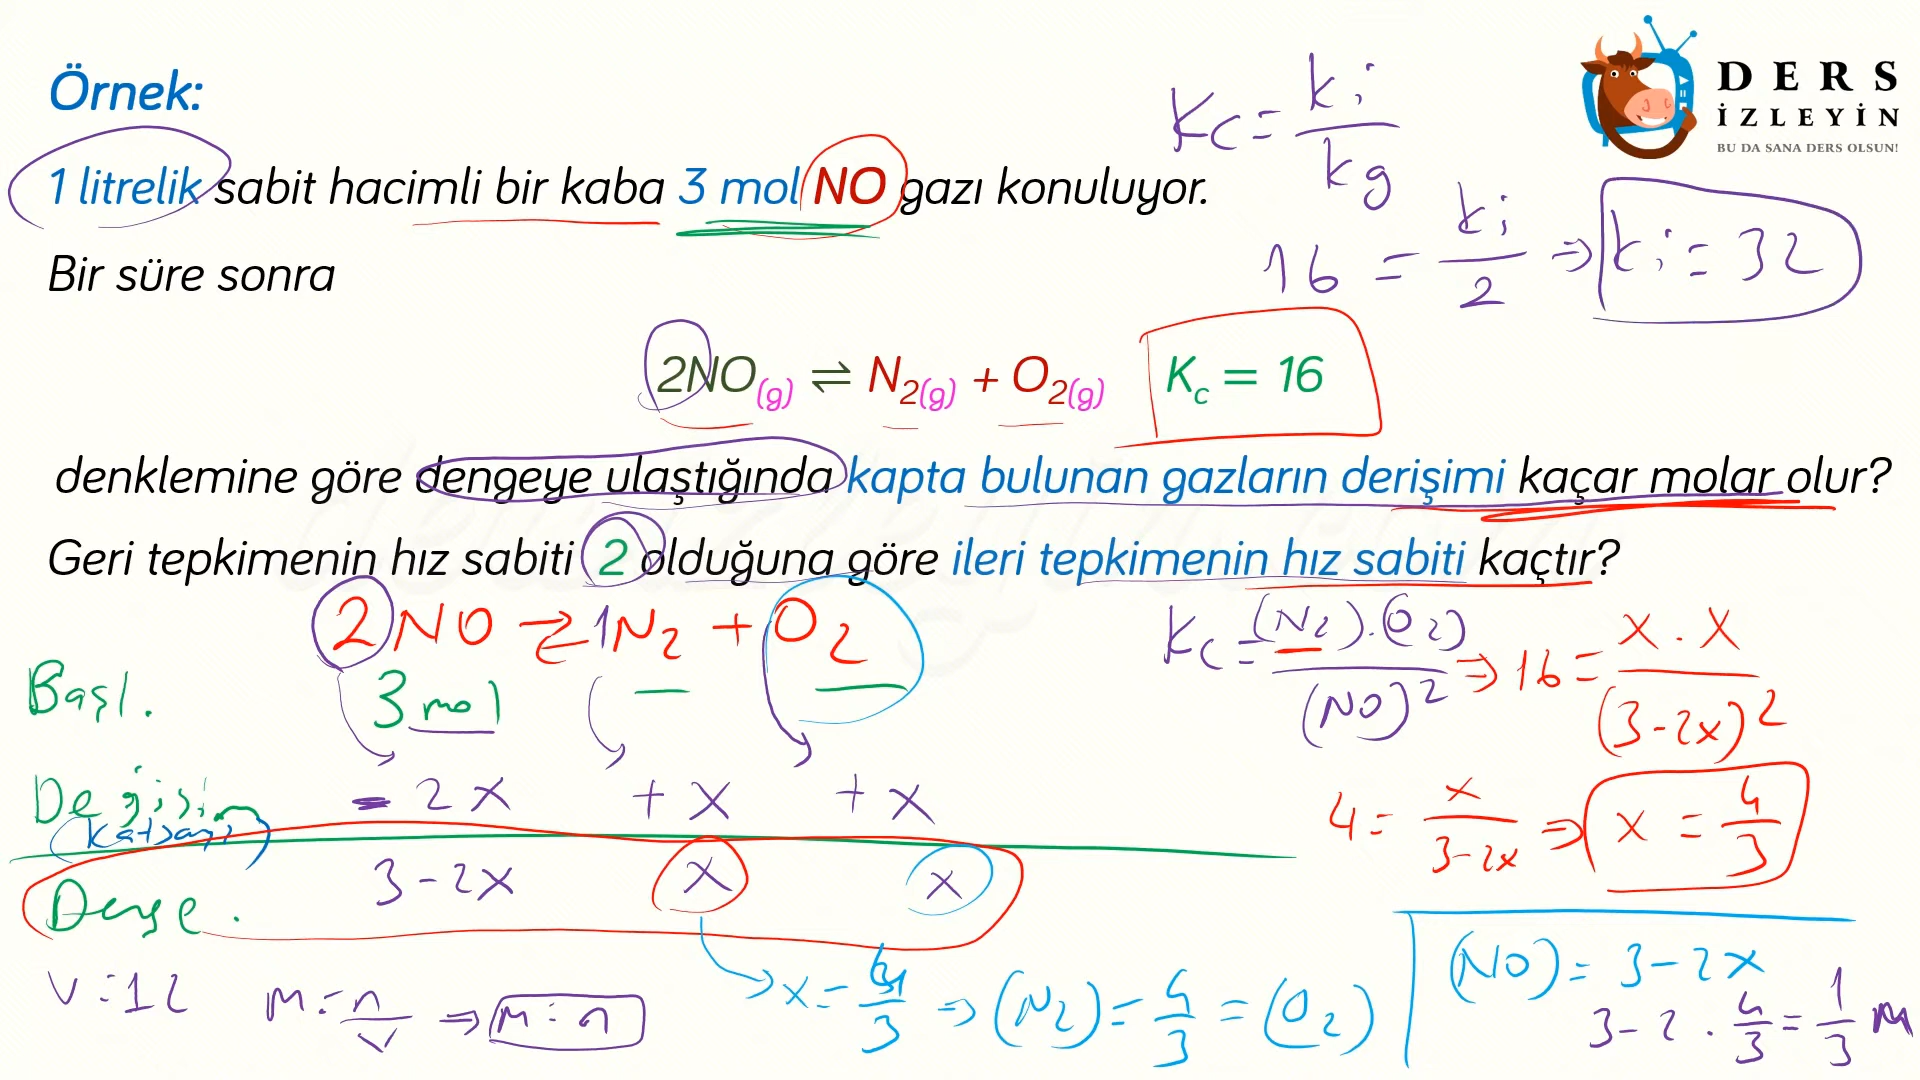 DERS
İZLEYİN
BU DA SANA DERS OLSUN!
Örnek:
1 litrelik sabit hacimli bir kaba 3 mol NO gazı konuluyor.
Bir süre sonra
2NO(g) ⇌ N2(g) + O2(g) Kc = 16
denklemine göre dengeye ulaştığında kapta bulunan gazların derişimi kaçar molar olur?
Geri tepkimenin hız sabiti 2 olduğuna göre ileri tepkimenin hız sabiti kaçtır?
Kc = ki / kg
16 = ki / 2 ⇒ ki = 32
2NO ⇌ 1N2 + O2
Başl. 3 mol — —
Değişim - 2x + x + x
(Katsayı)
Denge. 3-2x x x
V = 1L M = n / V ⇒ M = n
Kc = (N2).(O2) / (NO)² ⇒ 16 = x . x / (3-2x)²
4 = x / 3-2x ⇒ x = 4 / 3
x = 4 / 3 ⇒ (N2) = 4 / 3 = (O2)
(NO) = 3-2x
3-2 . 4 / 3 = 1 / 3 M